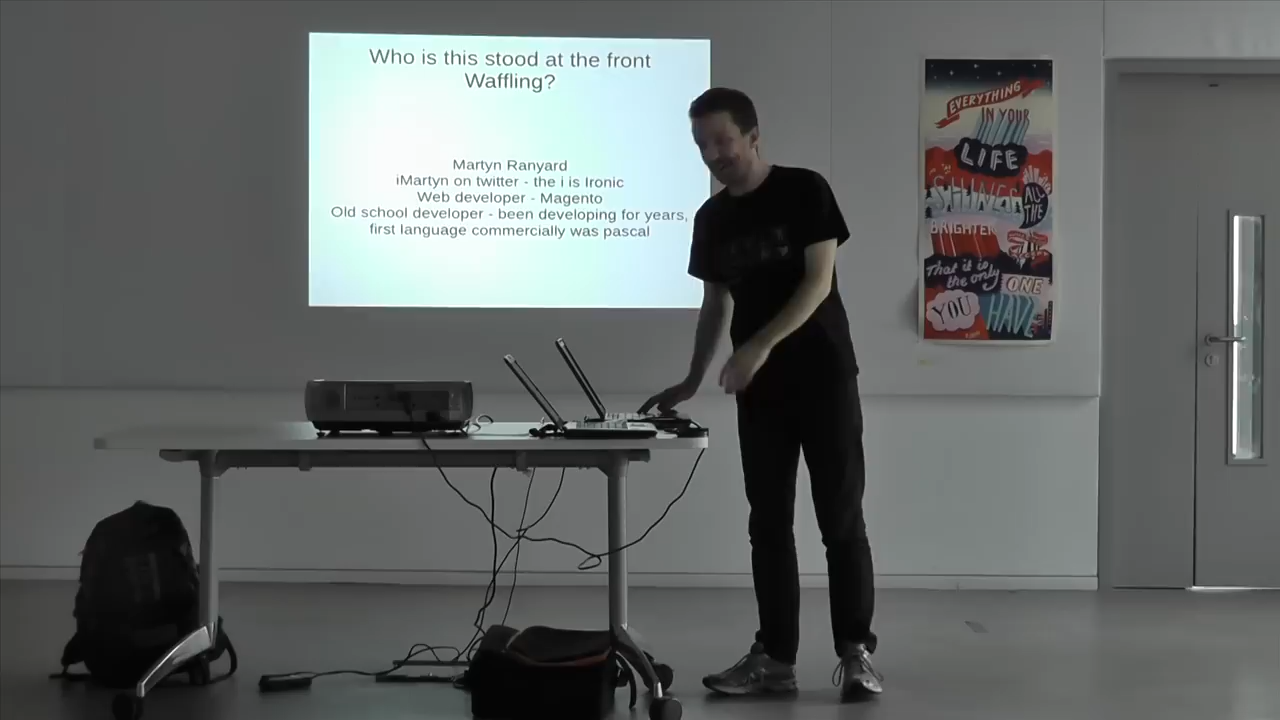 Who is this stood at the front
Waffling?
Martyn Ranyard
iMartyn on twitter - the i is Ironic
Web developer - Magento
Old school developer - been developing for years,
first language commercially was pascal
EVERYTHING
IN YOUR
LIFE
SHINES
ALL
THE
BRIGHTER
That it is
the only
ONE
YOU
HAVE